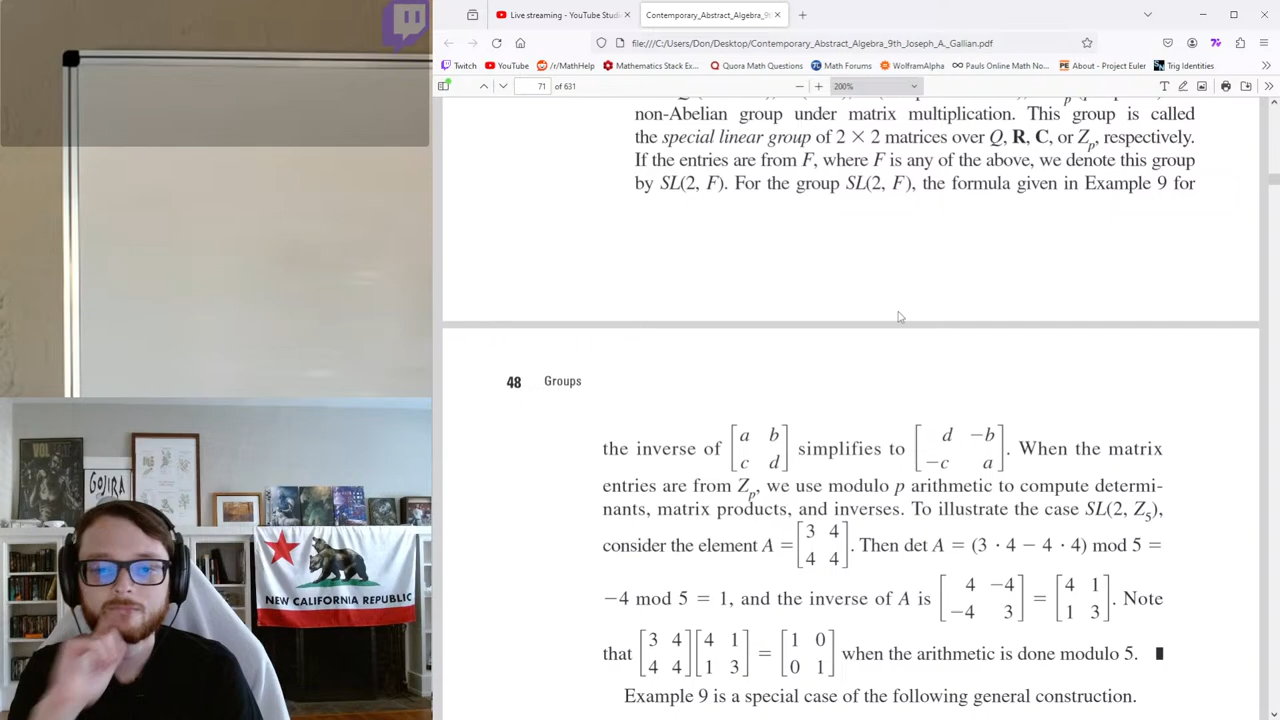 Live streaming - YouTube Stud
Contemporary_Abstract_Algebra_9th
file:///C:/Users/Don/Desktop/Contemporary_Abstract_Algebra_9th_Joseph_A._Gallian.pdf
Twitch YouTube /r/MathHelp Mathematics Stack Ex... Quora Math Questions Math Forums WolframAlpha Pauls Online Math No... About - Project Euler Trig Identities
71 of 631 200%
non-Abelian group under matrix multiplication. This group is called
the special linear group of 2 × 2 matrices over Q, R, C, or Z_p, respectively.
If the entries are from F, where F is any of the above, we denote this group
by SL(2, F). For the group SL(2, F), the formula given in Example 9 for
48 Groups
the inverse of [a b; c d] simplifies to [d −b; −c a]. When the matrix
entries are from Z_p, we use modulo p arithmetic to compute determi-
nants, matrix products, and inverses. To illustrate the case SL(2, Z_5),
consider the element A = [3 4; 4 4]. Then det A = (3 · 4 − 4 · 4) mod 5 =
−4 mod 5 = 1, and the inverse of A is [4 −4; −4 3] = [4 1; 1 3]. Note
that [3 4; 4 4][4 1; 1 3] = [1 0; 0 1] when the arithmetic is done modulo 5.
Example 9 is a special case of the following general construction.
GOJIRA
NEW CALIFORNIA REPUBLIC